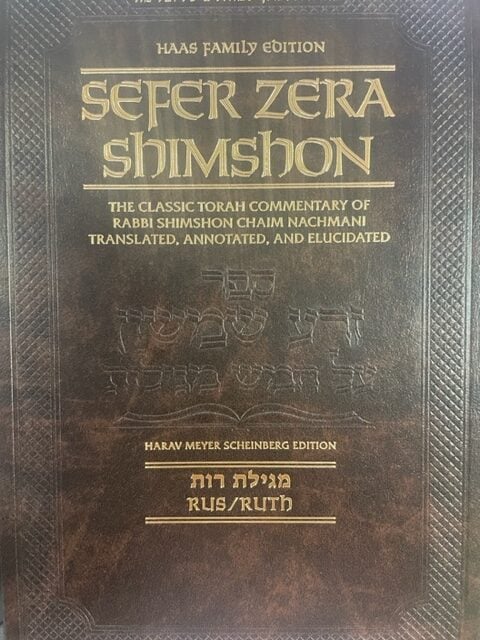 HAAS FAMILY EDITION
SEFER ZERA
SHIMSHON
THE CLASSIC TORAH COMMENTARY OF
RABBI SHIMSHON CHAIM NACHMANI
TRANSLATED, ANNOTATED, AND ELUCIDATED
ספר
זרע שמשון
על חמש מגילות
HARAV MEYER SCHEINBERG EDITION
מגילת רות
RUS/RUTH